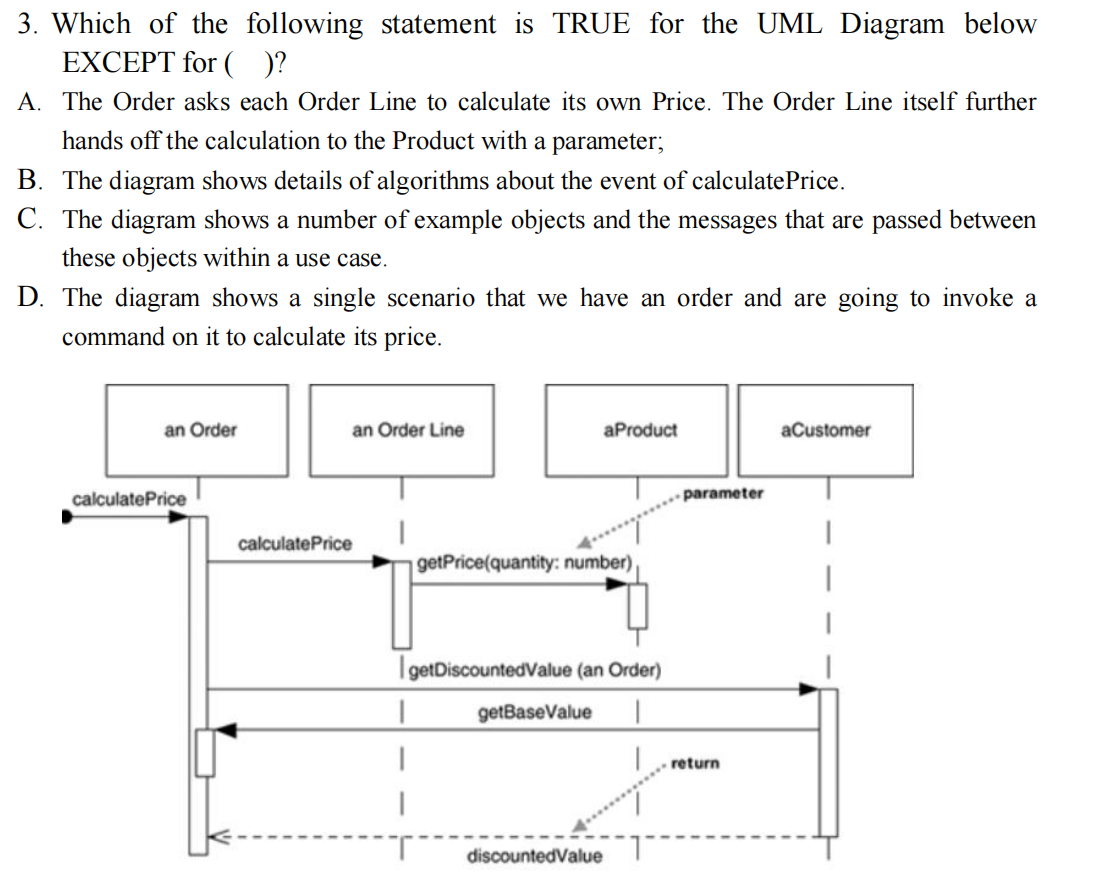 3. Which of the following statement is TRUE for the UML Diagram below
EXCEPT for ( )?
A. The Order asks each Order Line to calculate its own Price. The Order Line itself further
hands off the calculation to the Product with a parameter;
B. The diagram shows details of algorithms about the event of calculatePrice.
C. The diagram shows a number of example objects and the messages that are passed between
these objects within a use case.
D. The diagram shows a single scenario that we have an order and are going to invoke a
command on it to calculate its price.
an Order
an Order Line
aProduct
aCustomer
calculatePrice
parameter
calculatePrice
getPrice(quantity: number)
getDiscountedValue (an Order)
getBaseValue
return
discountedValue